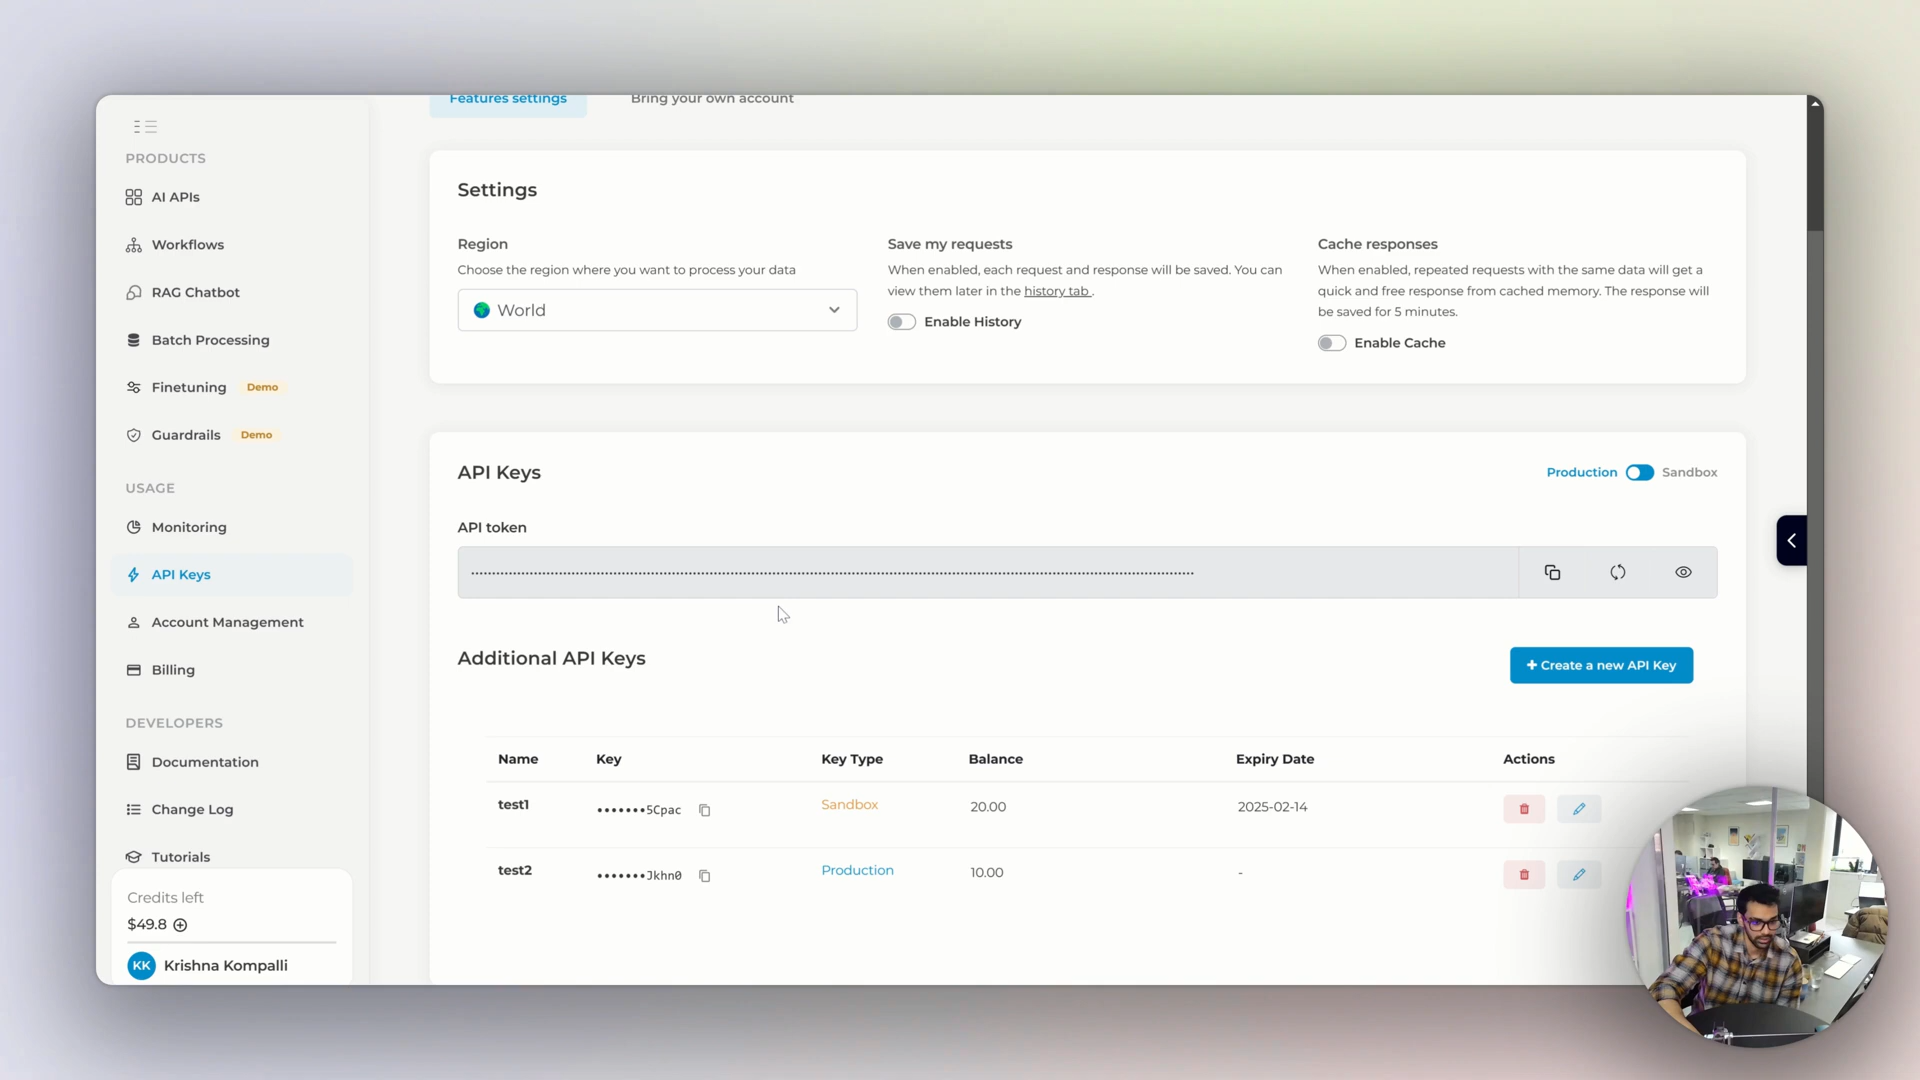 Features settings
Bring your own account
PRODUCTS
AI APIs
Workflows
RAG Chatbot
Batch Processing
Finetuning Demo
Guardrails Demo
USAGE
Monitoring
API Keys
Account Management
Billing
DEVELOPERS
Documentation
Change Log
Tutorials
Credits left
$49.8
KK Krishna Kompalli
Settings
Region
Choose the region where you want to process your data
World
Save my requests
When enabled, each request and response will be saved. You can
view them later in the history tab .
Enable History
Cache responses
When enabled, repeated requests with the same data will get a
quick and free response from cached memory. The response will
be saved for 5 minutes.
Enable Cache
API Keys
Production Sandbox
API token
Additional API Keys
+ Create a new API Key
Name Key Key Type Balance Expiry Date Actions
test1 •••••••5Cpac Sandbox 20.00 2025-02-14
test2 •••••••Jkhn0 Production 10.00 -